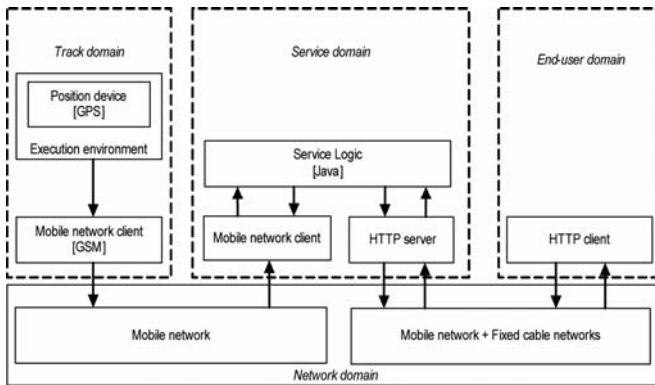 Track domain
Position device
[GPS]
Execution environment
Mobile network client
[GSM]
Service domain
Service Logic
[Java]
Mobile network client
HTTP server
End-user domain
HTTP client
Mobile network
Mobile network + Fixed cable networks
Network domain